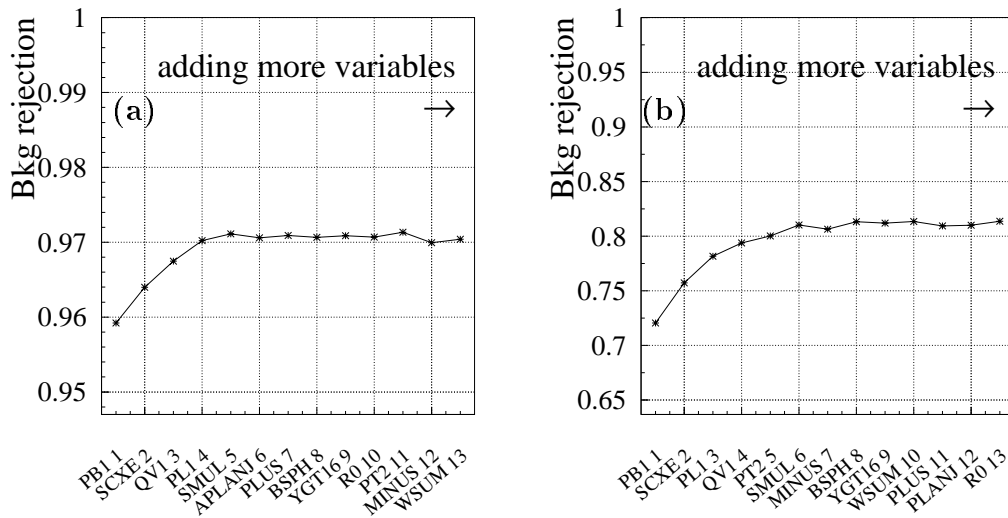 Bkg rejection
1
0.99
0.98
0.97
0.96
0.95
adding more variables
→
(a)
PB1 1
SCXE 2
QV1 3
PL1 4
SMUL 5
APLANJ 6
PLUS 7
BSPH 8
YGT16 9
R0 10
PT2 11
MINUS 12
WSUM 13
Bkg rejection
1
0.95
0.9
0.85
0.8
0.75
0.7
0.65
adding more variables
→
(b)
PB1 1
SCXE 2
PL1 3
QV1 4
PT2 5
SMUL 6
MINUS 7
BSPH 8
YGT16 9
WSUM 10
PLUS 11
PLANJ 12
R0 13